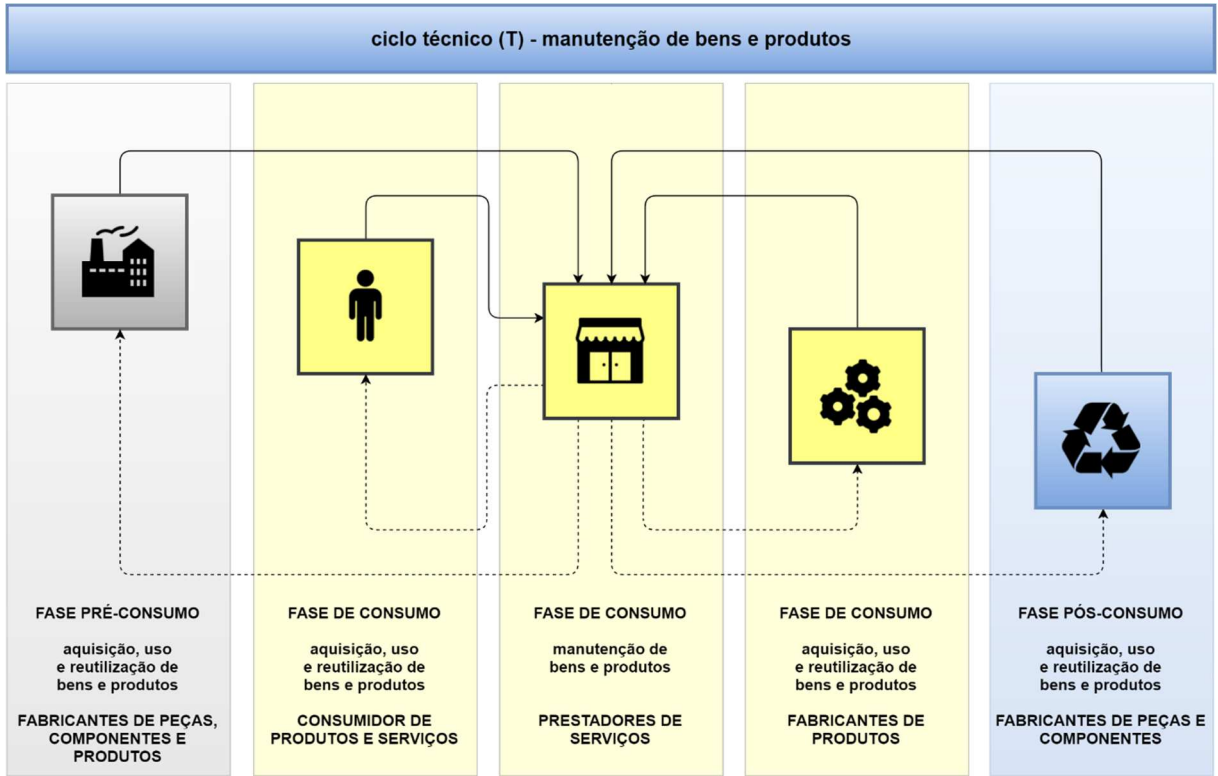 ciclo técnico (T) - manutenção de bens e produtos
FASE PRÉ-CONSUMO
aquisição, uso
e reutilização de
bens e produtos
FABRICANTES DE PEÇAS,
COMPONENTES E
PRODUTOS
FASE DE CONSUMO
aquisição, uso
e reutilização de
bens e produtos
CONSUMIDOR DE
PRODUTOS E SERVIÇOS
FASE DE CONSUMO
manutenção de
bens e produtos
PRESTADORES DE
SERVIÇOS
FASE DE CONSUMO
aquisição, uso
e reutilização de
bens e produtos
FABRICANTES DE
PRODUTOS
FASE PÓS-CONSUMO
aquisição, uso
e reutilização de
bens e produtos
FABRICANTES DE PEÇAS E
COMPONENTES